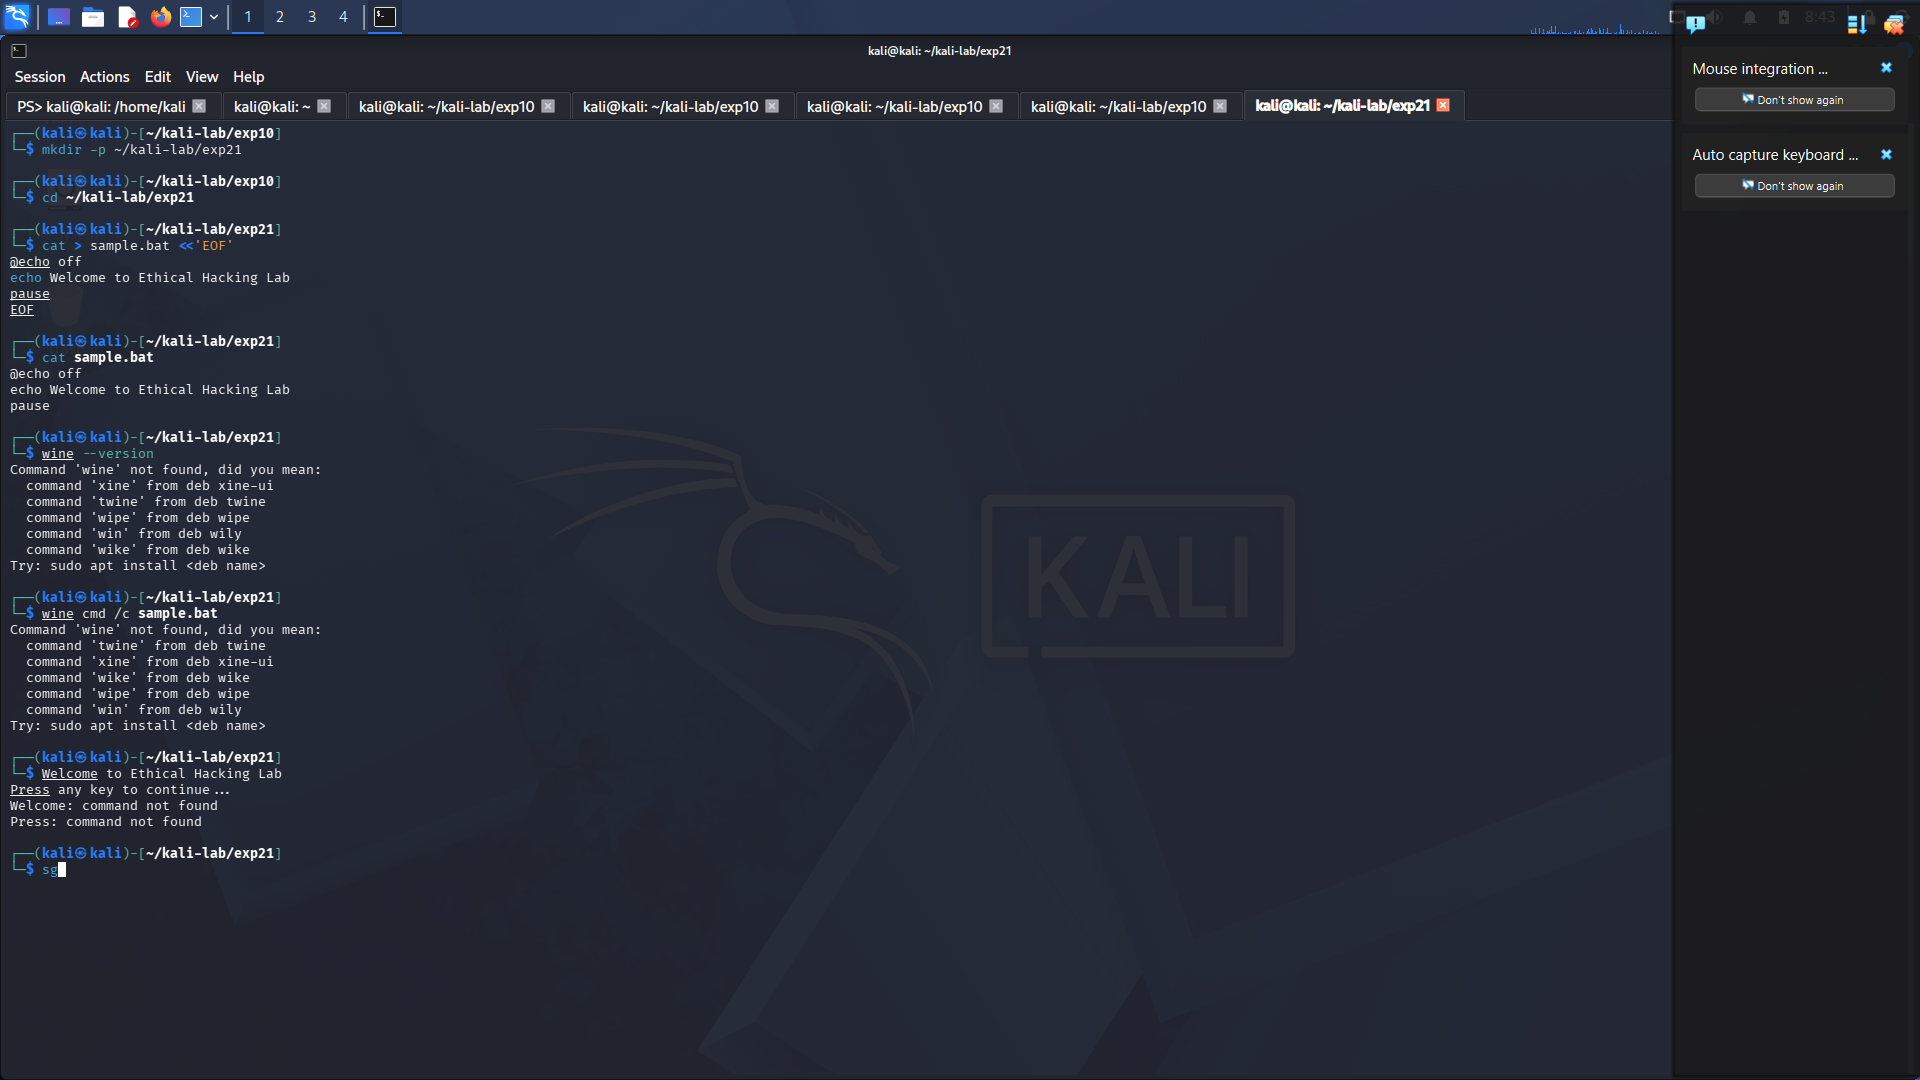 1 2 3 4
8:43
kali@kali: ~/kali-lab/exp21
Session Actions Edit View Help
PS> kali@kali: /home/kali kali@kali: ~ kali@kali: ~/kali-lab/exp10 kali@kali: ~/kali-lab/exp10 kali@kali: ~/kali-lab/exp10 kali@kali: ~/kali-lab/exp10 kali@kali: ~/kali-lab/exp21
┌──(kali㉿kali)-[~/kali-lab/exp10]
└─$ mkdir -p ~/kali-lab/exp21
┌──(kali㉿kali)-[~/kali-lab/exp10]
└─$ cd ~/kali-lab/exp21
┌──(kali㉿kali)-[~/kali-lab/exp21]
└─$ cat > sample.bat <<'EOF'
@echo off
echo Welcome to Ethical Hacking Lab
pause
EOF
┌──(kali㉿kali)-[~/kali-lab/exp21]
└─$ cat sample.bat
@echo off
echo Welcome to Ethical Hacking Lab
pause
┌──(kali㉿kali)-[~/kali-lab/exp21]
└─$ wine --version
Command 'wine' not found, did you mean:
  command 'xine' from deb xine-ui
  command 'twine' from deb twine
  command 'wipe' from deb wipe
  command 'win' from deb wily
  command 'wike' from deb wike
Try: sudo apt install <deb name>
┌──(kali㉿kali)-[~/kali-lab/exp21]
└─$ wine cmd /c sample.bat
Command 'wine' not found, did you mean:
  command 'twine' from deb twine
  command 'xine' from deb xine-ui
  command 'wike' from deb wike
  command 'wipe' from deb wipe
  command 'win' from deb wily
Try: sudo apt install <deb name>
┌──(kali㉿kali)-[~/kali-lab/exp21]
└─$ Welcome to Ethical Hacking Lab
Press any key to continue...
Welcome: command not found
Press: command not found
┌──(kali㉿kali)-[~/kali-lab/exp21]
└─$ sg
KALI
Mouse integration ...
Don't show again
Auto capture keyboard ...
Don't show again